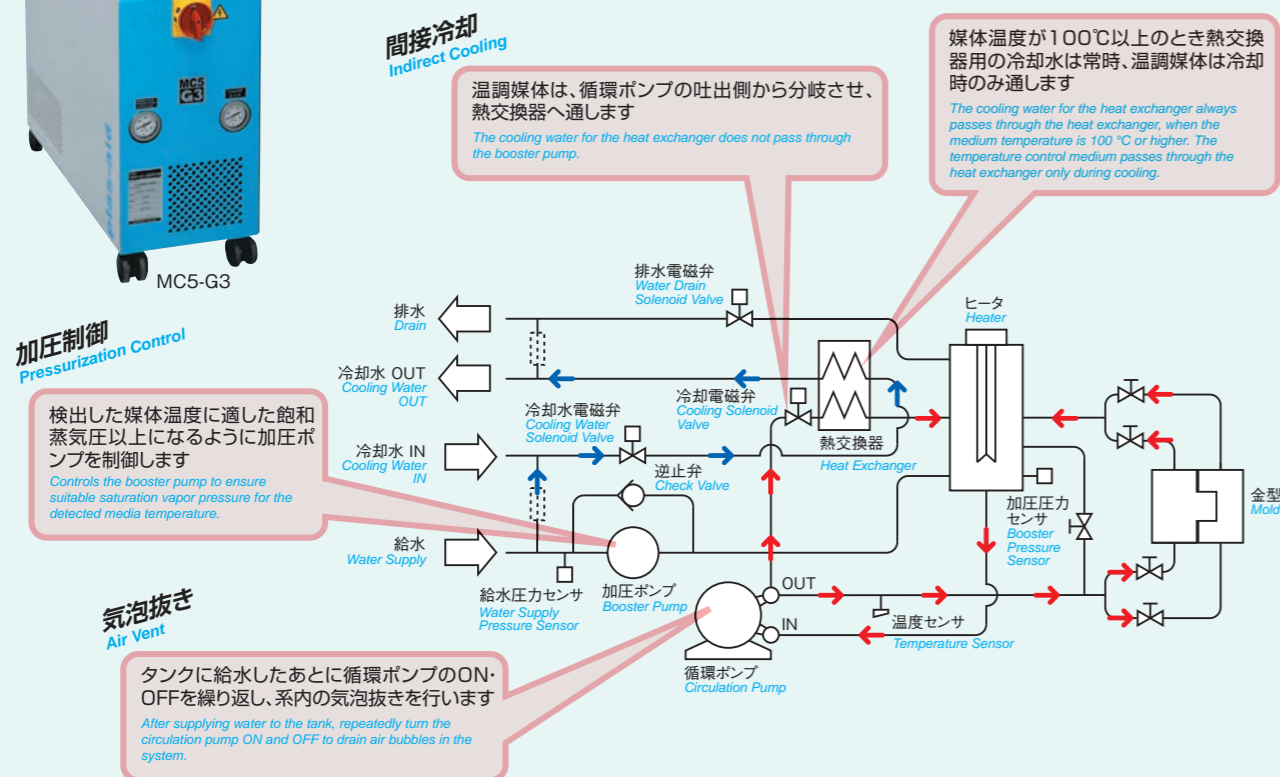 MC5
G3
MC5-G3
間接冷却
Indirect Cooling
温調媒体は、循環ポンプの吐出側から分岐させ、
熱交換器へ通します
The cooling water for the heat exchanger does not pass through
the booster pump.
媒体温度が100℃以上のとき熱交換
器用の冷却水は常時、温調媒体は冷却
時のみ通します
The cooling water for the heat exchanger always
passes through the heat exchanger, when the
medium temperature is 100 °C or higher. The
temperature control medium passes through the
heat exchanger only during cooling.
加圧制御
Pressurization Control
検出した媒体温度に適した飽和
蒸気圧以上になるように加圧ポ
ンプを制御します
Controls the booster pump to ensure
suitable saturation vapor pressure for the
detected media temperature.
気泡抜き
Air Vent
タンクに給水したあとに循環ポンプのON・
OFFを繰り返し、系内の気泡抜きを行います
After supplying water to the tank, repeatedly turn the
circulation pump ON and OFF to drain air bubbles in the
system.
排水電磁弁
Water Drain
Solenoid Valve
排水
Drain
ヒータ
Heater
冷却水 OUT
Cooling Water
OUT
冷却水電磁弁
Cooling Water
Solenoid Valve
冷却電磁弁
Cooling Solenoid
Valve
熱交換器
Heat Exchanger
冷却水 IN
Cooling Water
IN
逆止弁
Check Valve
加圧圧力
センサ
Booster
Pressure
Sensor
金型
Mold
給水
Water Supply
給水圧力センサ
Water Supply
Pressure Sensor
加圧ポンプ
Booster Pump
OUT
IN
温度センサ
Temperature Sensor
循環ポンプ
Circulation Pump